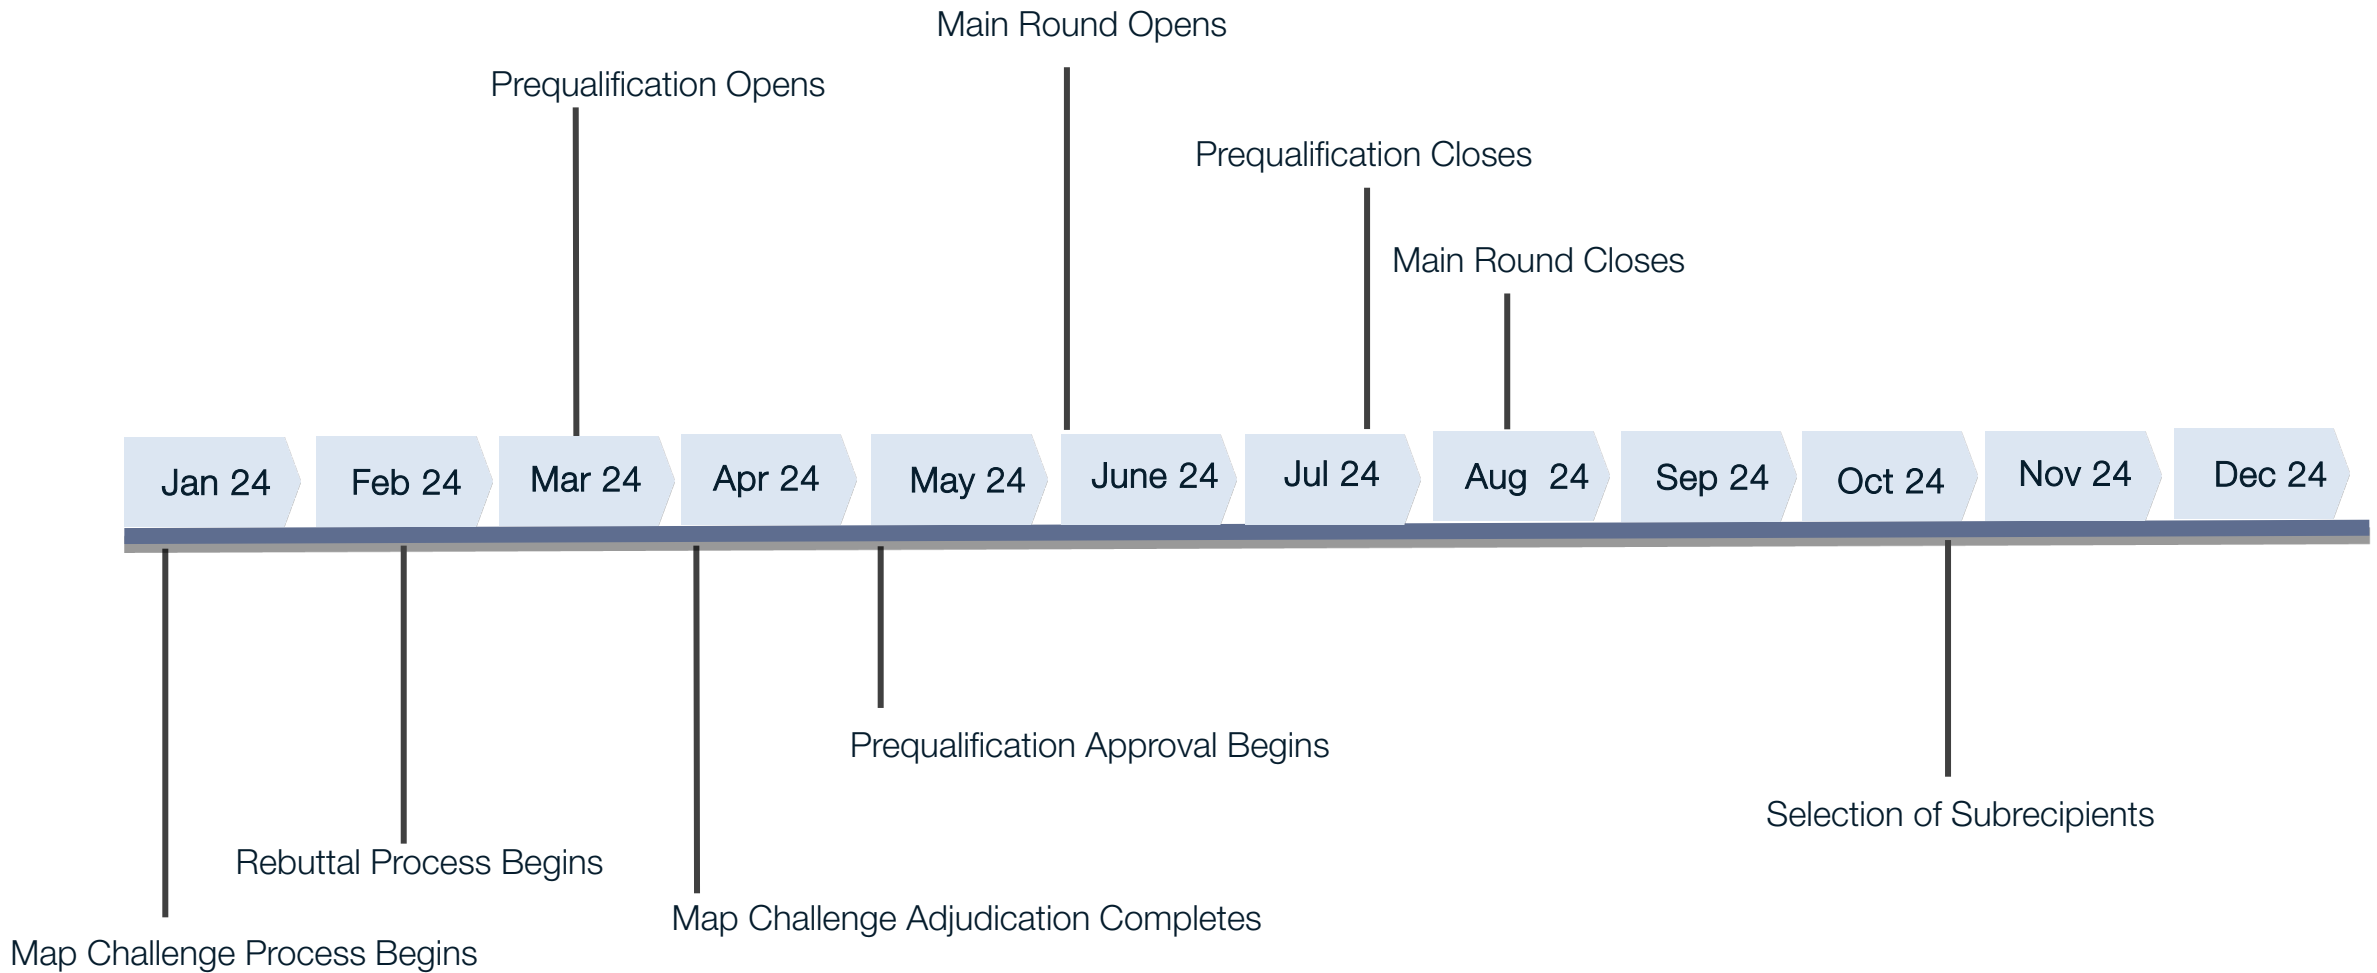 Main Round Opens
Prequalification Opens
Prequalification Closes
Main Round Closes
Jan 24
Feb 24
Mar 24
Apr 24
May 24
June 24
Jul 24
Aug 24
Sep 24
Oct 24
Nov 24
Dec 24
Prequalification Approval Begins
Selection of Subrecipients
Rebuttal Process Begins
Map Challenge Adjudication Completes
Map Challenge Process Begins